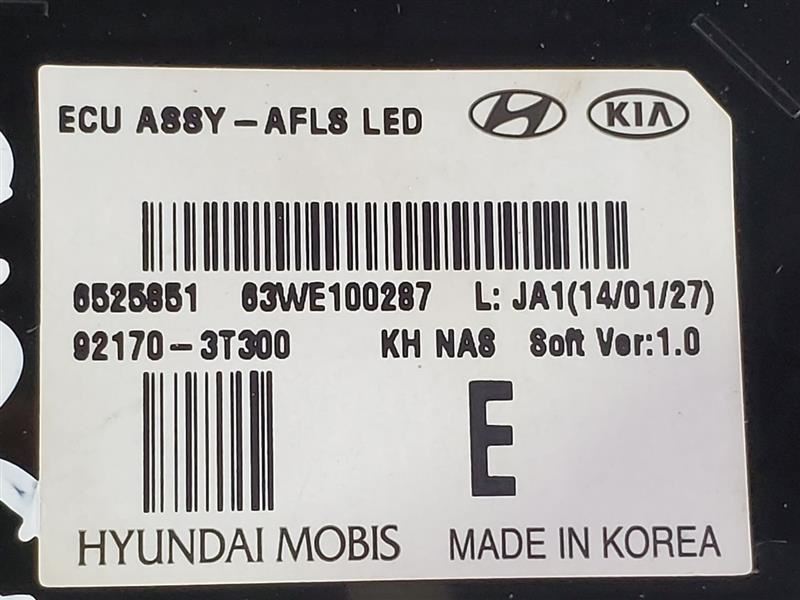 ECU ASSY-AFLS LED
KIA
6525851 63WE100287 L: JA1(14/01/27)
92170-3T300 KH NAS Soft Ver:1.0
E
HYUNDAI MOBIS MADE IN KOREA